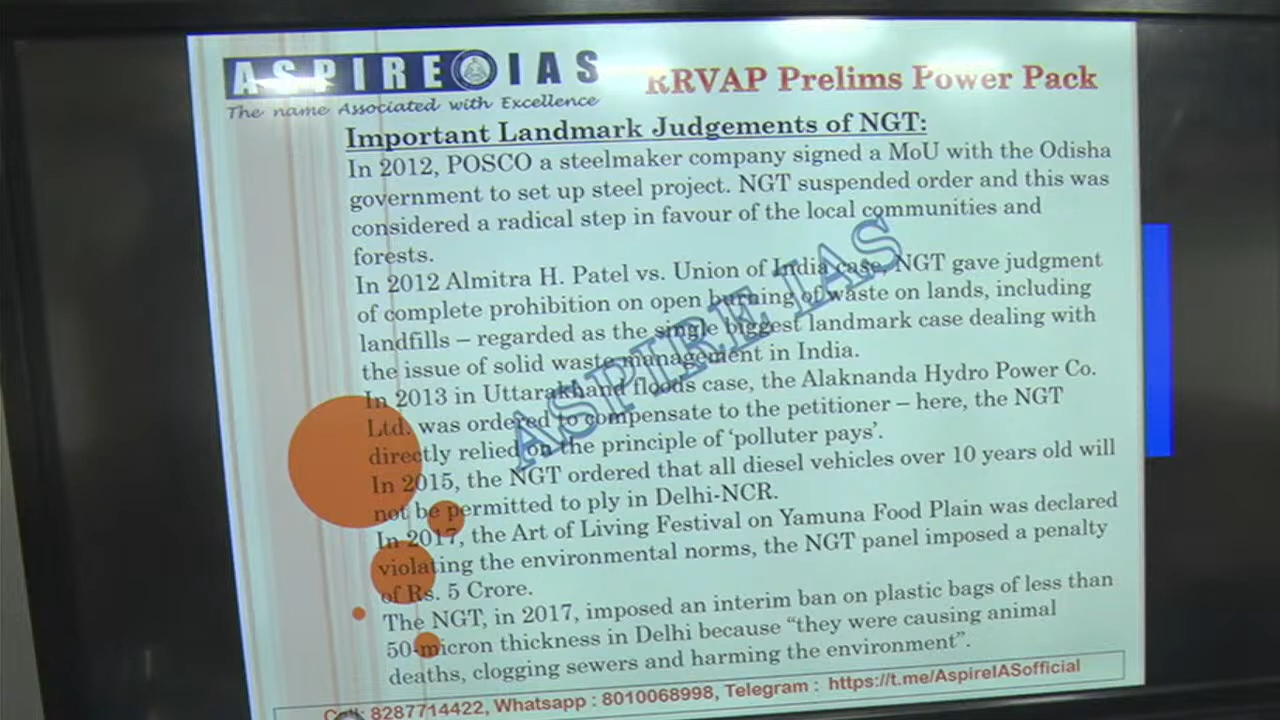 ASPIRE IAS
The name Associated with Excellence
RRVAP Prelims Power Pack
Important Landmark Judgements of NGT:
In 2012, POSCO a steelmaker company signed a MoU with the Odisha
government to set up steel project. NGT suspended order and this was
considered a radical step in favour of the local communities and
forests.
In 2012 Almitra H. Patel vs. Union of India case, NGT gave judgment
of complete prohibition on open burning of waste on lands, including
landfills – regarded as the single biggest landmark case dealing with
the issue of solid waste management in India.
In 2013 in Uttarakhand floods case, the Alaknanda Hydro Power Co.
Ltd. was ordered to compensate to the petitioner – here, the NGT
directly relied on the principle of ‘polluter pays’.
In 2015, the NGT ordered that all diesel vehicles over 10 years old will
not be permitted to ply in Delhi-NCR.
In 2017, the Art of Living Festival on Yamuna Food Plain was declared
violating the environmental norms, the NGT panel imposed a penalty
of Rs. 5 Crore.
The NGT, in 2017, imposed an interim ban on plastic bags of less than
50-micron thickness in Delhi because “they were causing animal
deaths, clogging sewers and harming the environment”.
ASPIRE IAS
Call: 8287714422, Whatsapp : 8010068998, Telegram : https://t.me/AspireIASofficial